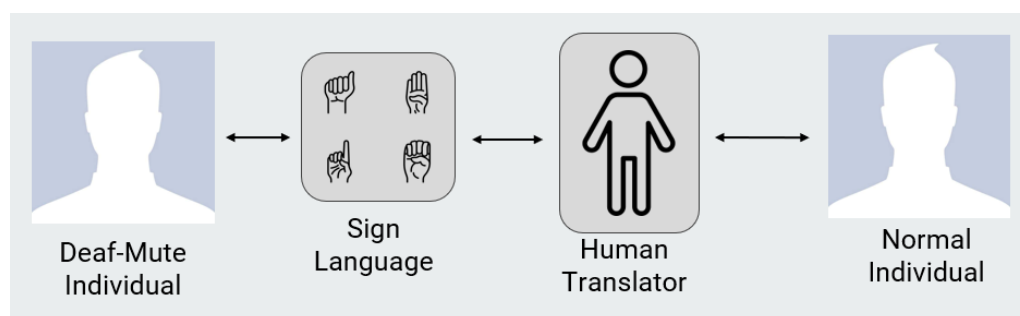 Deaf-Mute
Individual
Sign
Language
Human
Translator
Normal
Individual